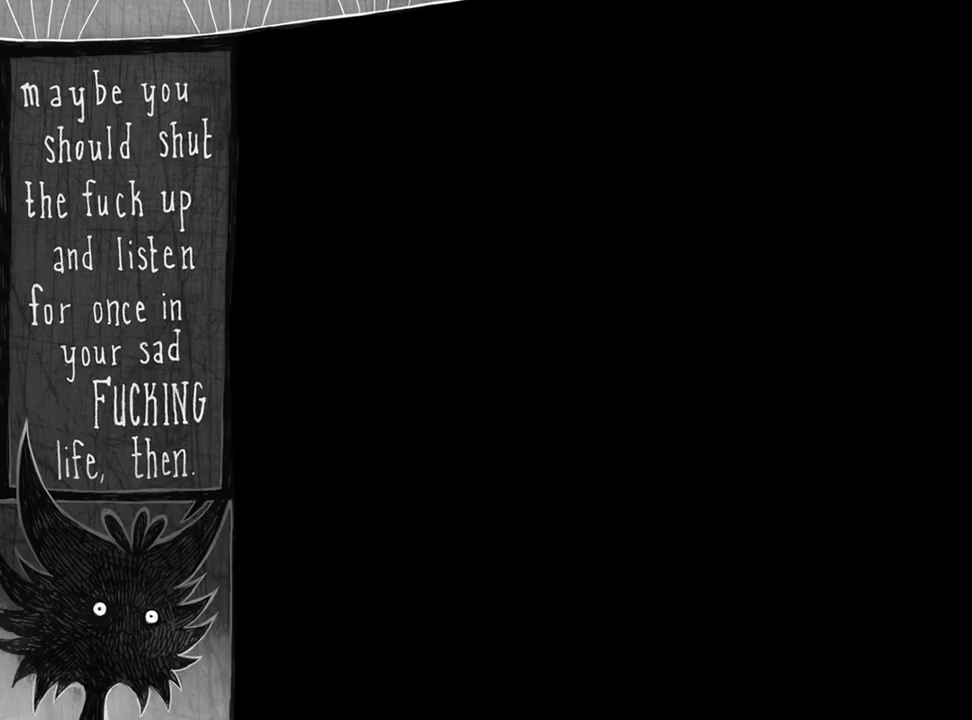 maybe you
should shut
the fuck up
and listen
for once in
your sad
FUCKING
life, then.